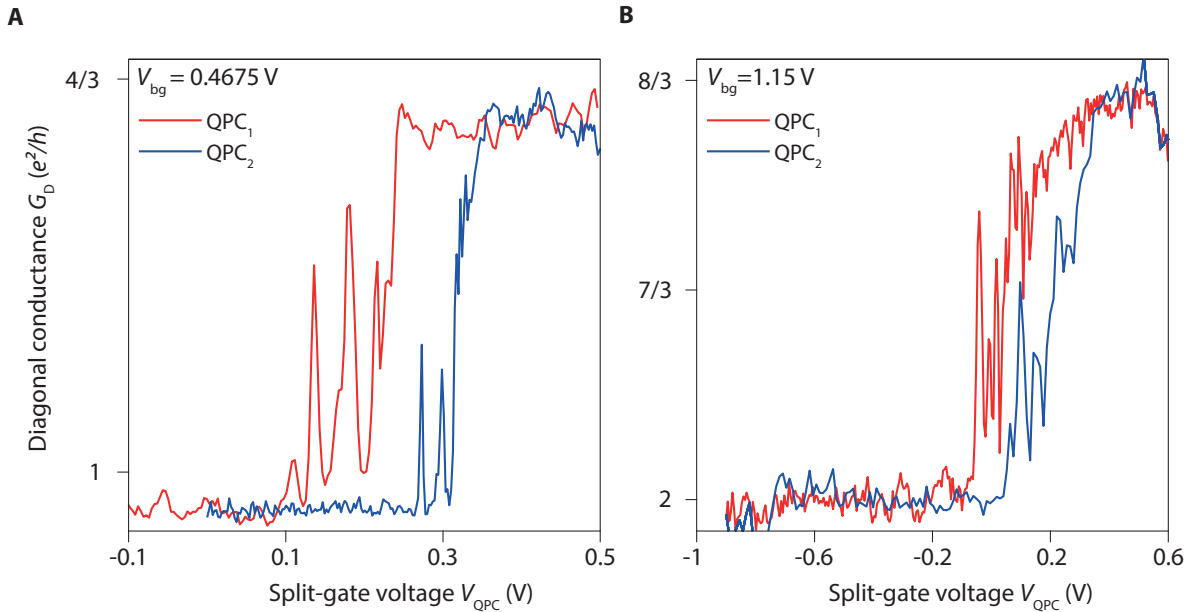 A
V_bg = 0.4675 V
QPC_1
QPC_2
4/3
1
Diagonal conductance G_D (e²/h)
-0.1
0.1
0.3
0.5
Split-gate voltage V_QPC (V)
B
V_bg=1.15 V
QPC_1
QPC_2
8/3
7/3
2
-1
-0.6
-0.2
0.2
0.6
Split-gate voltage V_QPC (V)